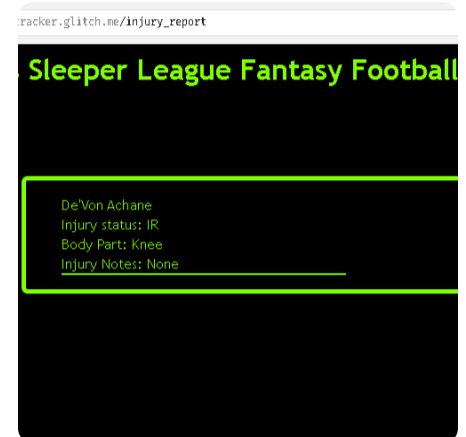 racker.glitch.me/injury_report
Sleeper League Fantasy Football
De'Von Achane
Injury status: IR
Body Part: Knee
Injury Notes: None